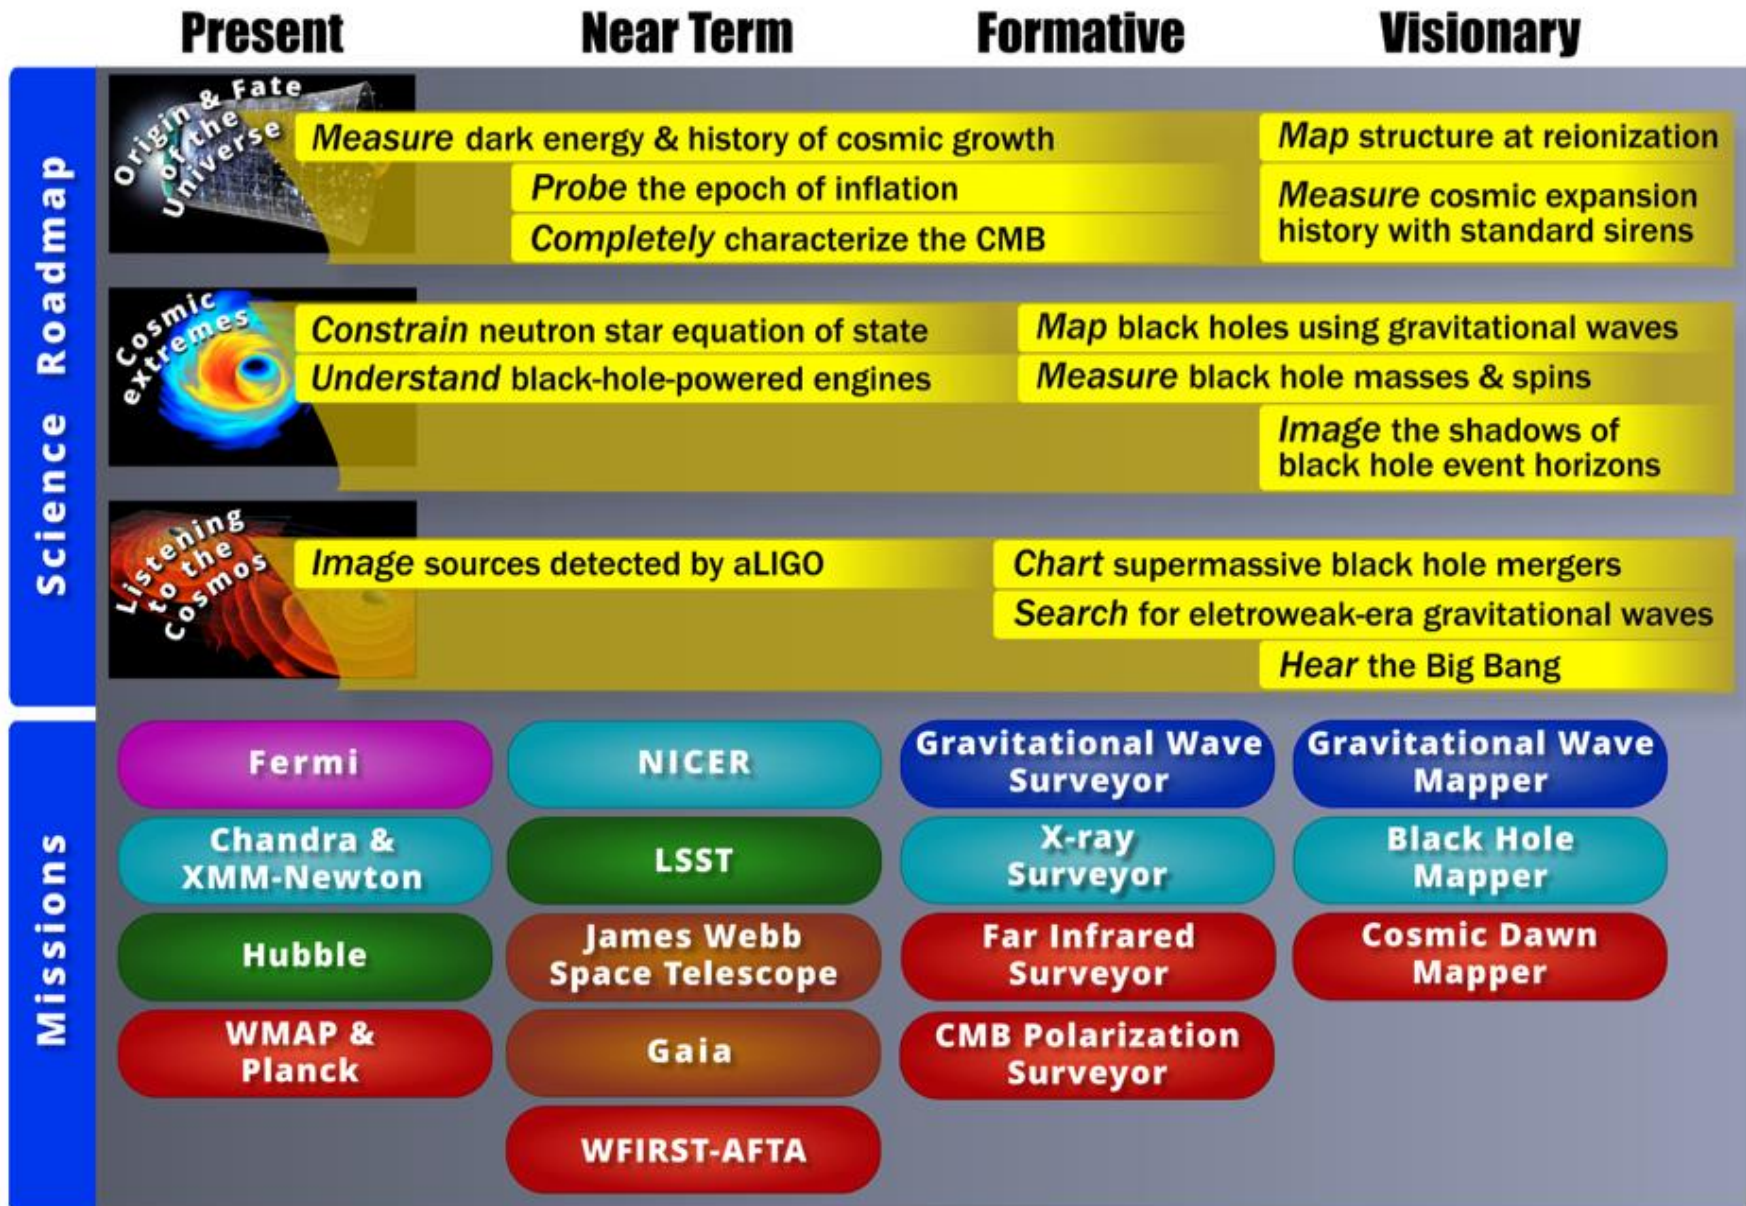 Present
Near Term
Formative
Visionary
Science Roadmap
Origin & Fate
of the
Universe
Measure dark energy & history of cosmic growth
Probe the epoch of inflation
Completely characterize the CMB
Map structure at reionization
Measure cosmic expansion
history with standard sirens
Cosmic
extremes
Constrain neutron star equation of state
Understand black-hole-powered engines
Map black holes using gravitational waves
Measure black hole masses & spins
Image the shadows of
black hole event horizons
Listening
to the
Cosmos
Image sources detected by aLIGO
Chart supermassive black hole mergers
Search for eletroweak-era gravitational waves
Hear the Big Bang
Missions
Fermi
Chandra &
XMM-Newton
Hubble
WMAP &
Planck
NICER
LSST
James Webb
Space Telescope
Gaia
WFIRST-AFTA
Gravitational Wave
Surveyor
X-ray
Surveyor
Far Infrared
Surveyor
CMB Polarization
Surveyor
Gravitational Wave
Mapper
Black Hole
Mapper
Cosmic Dawn
Mapper